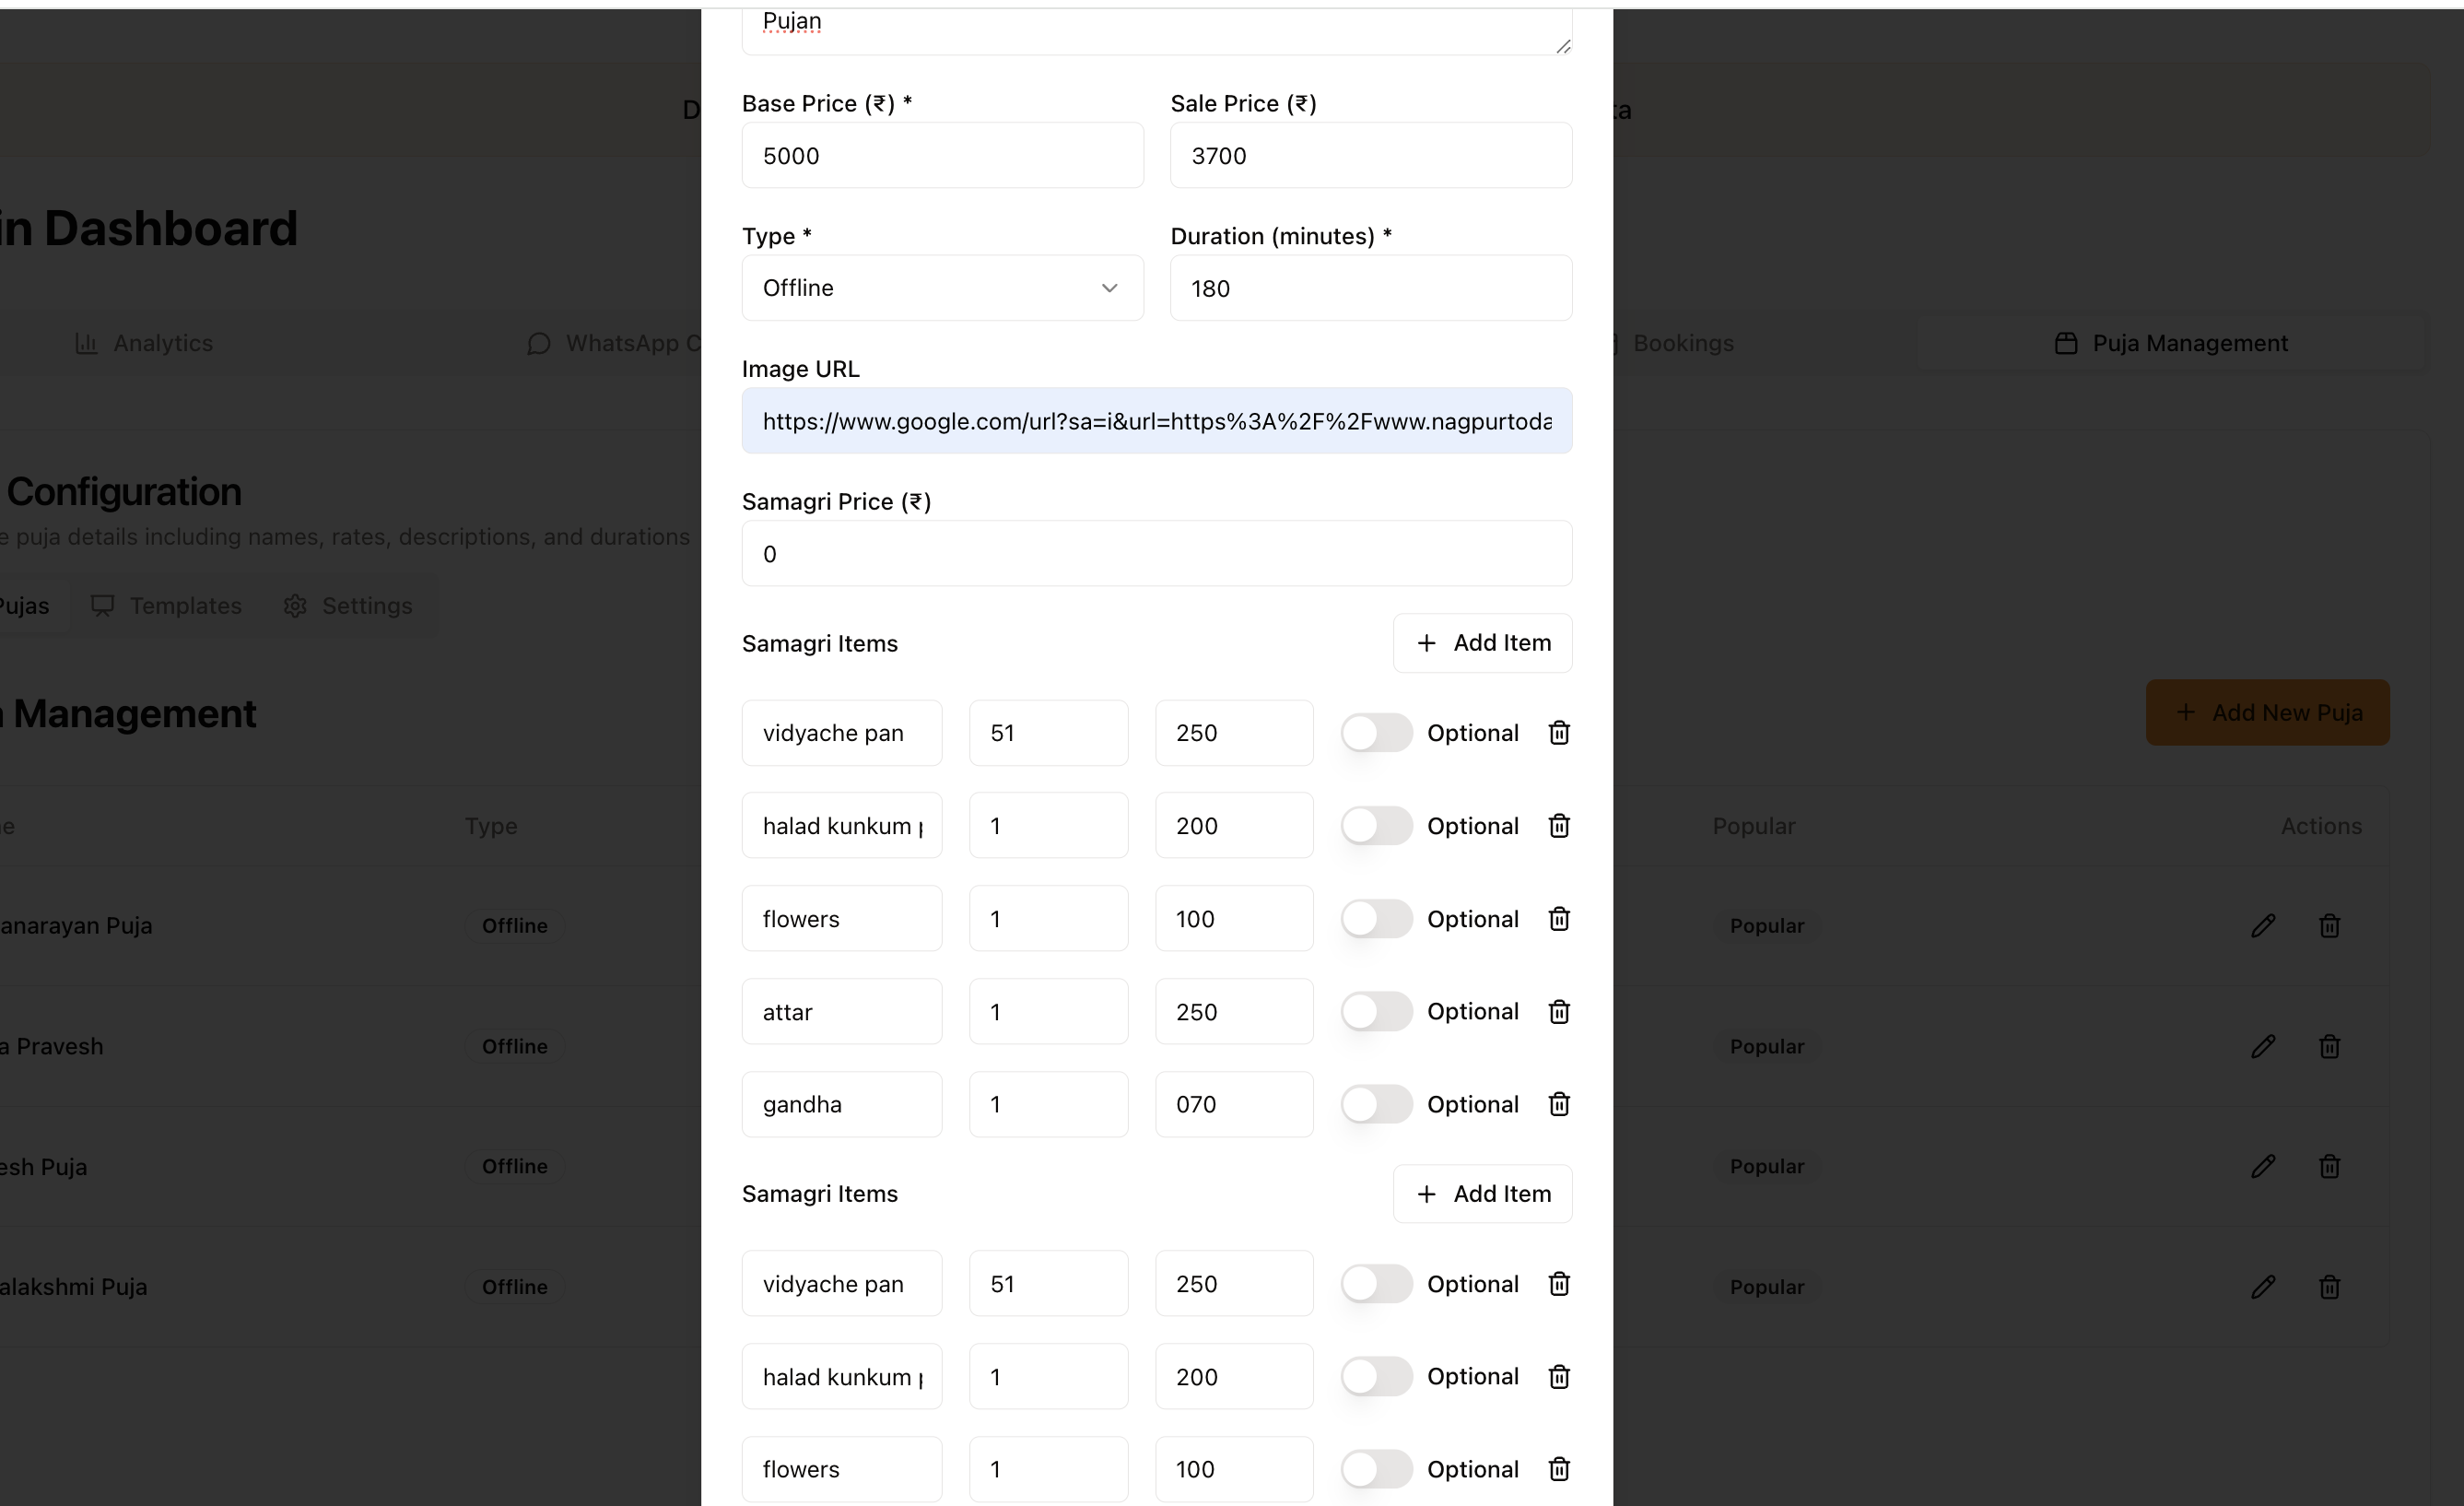 Pujan
Base Price (₹) *
Sale Price (₹)
5000
3700
in Dashboard
Type *
Duration (minutes) *
Offline
180
Analytics
WhatsApp C
Bookings
Puja Management
Image URL
https://www.google.com/url?sa=i&url=https%3A%2F%2Fwww.nagpurtoda
Configuration
e puja details including names, rates, descriptions, and durations
Samagri Price (₹)
0
Pujas
Templates
Settings
Samagri Items
+ Add Item
Management
+ Add New Puja
vidyache pan 51 250 Optional
halad kunkum 1 200 Optional
flowers 1 100 Optional
attar 1 250 Optional
gandha 1 070 Optional
Samagri Items
+ Add Item
vidyache pan 51 250 Optional
halad kunkum 1 200 Optional
flowers 1 100 Optional
Type
Popular
Actions
anarayan Puja Offline Popular
a Pravesh Offline Popular
esh Puja Offline Popular
alakshmi Puja Offline Popular